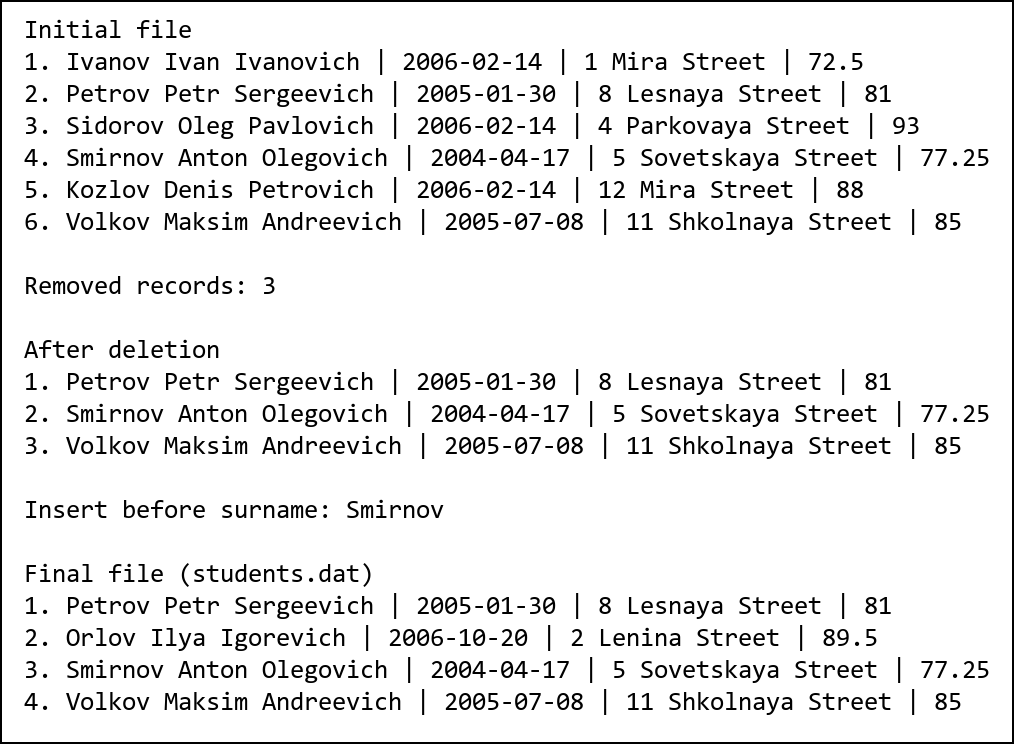 Initial file
1. Ivanov Ivan Ivanovich | 2006-02-14 | 1 Mira Street | 72.5
2. Petrov Petr Sergeevich | 2005-01-30 | 8 Lesnaya Street | 81
3. Sidorov Oleg Pavlovich | 2006-02-14 | 4 Parkovaya Street | 93
4. Smirnov Anton Olegovich | 2004-04-17 | 5 Sovetskaya Street | 77.25
5. Kozlov Denis Petrovich | 2006-02-14 | 12 Mira Street | 88
6. Volkov Maksim Andreevich | 2005-07-08 | 11 Shkolnaya Street | 85
Removed records: 3
After deletion
1. Petrov Petr Sergeevich | 2005-01-30 | 8 Lesnaya Street | 81
2. Smirnov Anton Olegovich | 2004-04-17 | 5 Sovetskaya Street | 77.25
3. Volkov Maksim Andreevich | 2005-07-08 | 11 Shkolnaya Street | 85
Insert before surname: Smirnov
Final file (students.dat)
1. Petrov Petr Sergeevich | 2005-01-30 | 8 Lesnaya Street | 81
2. Orlov Ilya Igorevich | 2006-10-20 | 2 Lenina Street | 89.5
3. Smirnov Anton Olegovich | 2004-04-17 | 5 Sovetskaya Street | 77.25
4. Volkov Maksim Andreevich | 2005-07-08 | 11 Shkolnaya Street | 85